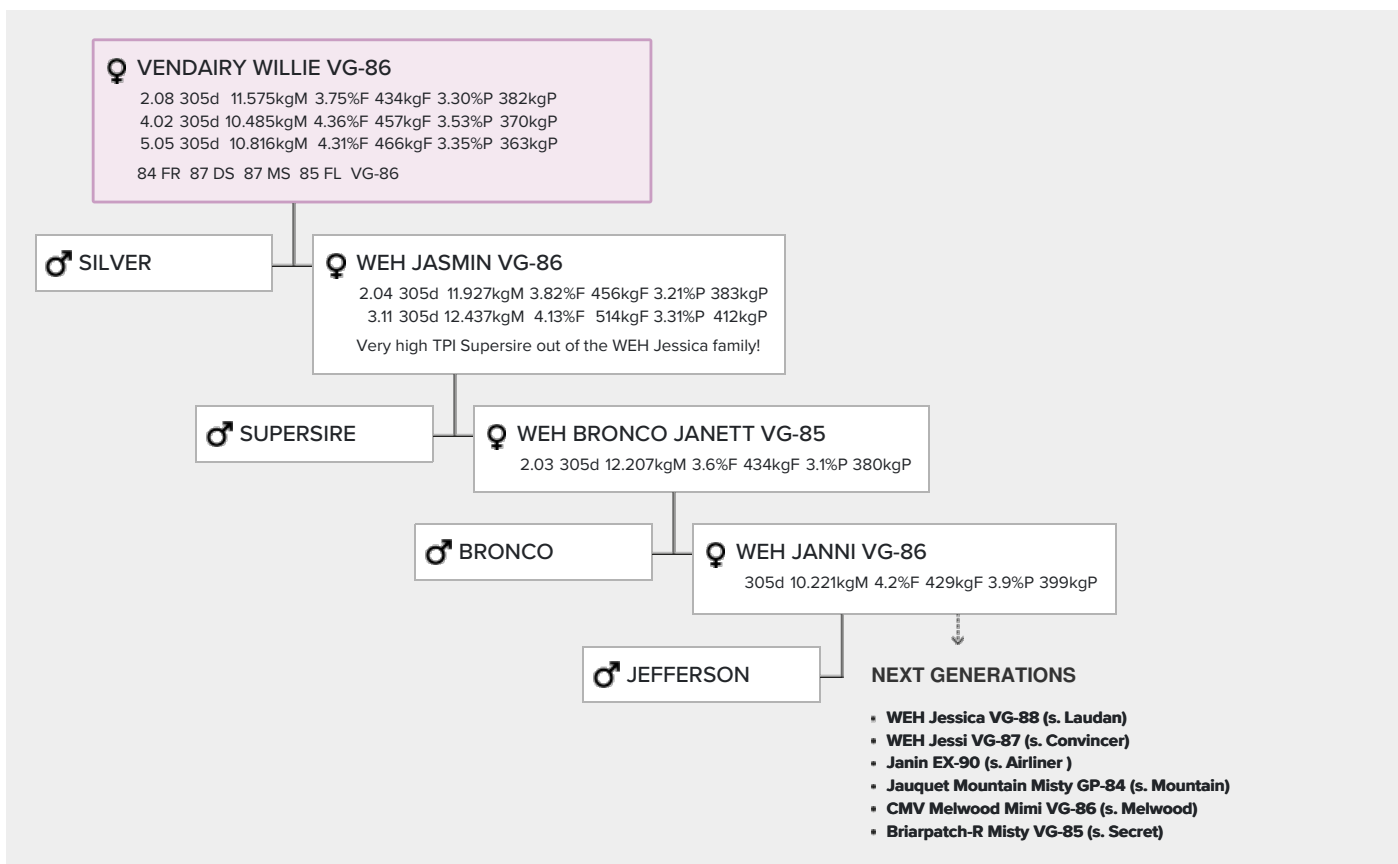 VENDAIRY WILLIE VG-86
2.08 305d 11.575kgM 3.75%F 434kgF 3.30%P 382kgP
4.02 305d 10.485kgM 4.36%F 457kgF 3.53%P 370kgP
5.05 305d 10.816kgM 4.31%F 466kgF 3.35%P 363kgP
84 FR 87 DS 87 MS 85 FL VG-86
SILVER
WEH JASMIN VG-86
2.04 305d 11.927kgM 3.82%F 456kgF 3.21%P 383kgP
3.11 305d 12.437kgM 4.13%F 514kgF 3.31%P 412kgP
Very high TPI Supersire out of the WEH Jessica family!
SUPERSIRE
WEH BRONCO JANETT VG-85
2.03 305d 12.207kgM 3.6%F 434kgF 3.1%P 380kgP
BRONCO
WEH JANNI VG-86
305d 10.221kgM 4.2%F 429kgF 3.9%P 399kgP
JEFFERSON
NEXT GENERATIONS
WEH Jessica VG-88 (s. Laudan)
WEH Jessi VG-87 (s. Convincer)
Janin EX-90 (s. Airliner )
Jauquet Mountain Misty GP-84 (s. Mountain)
CMV Melwood Mimi VG-86 (s. Melwood)
Briarpatch-R Misty VG-85 (s. Secret)